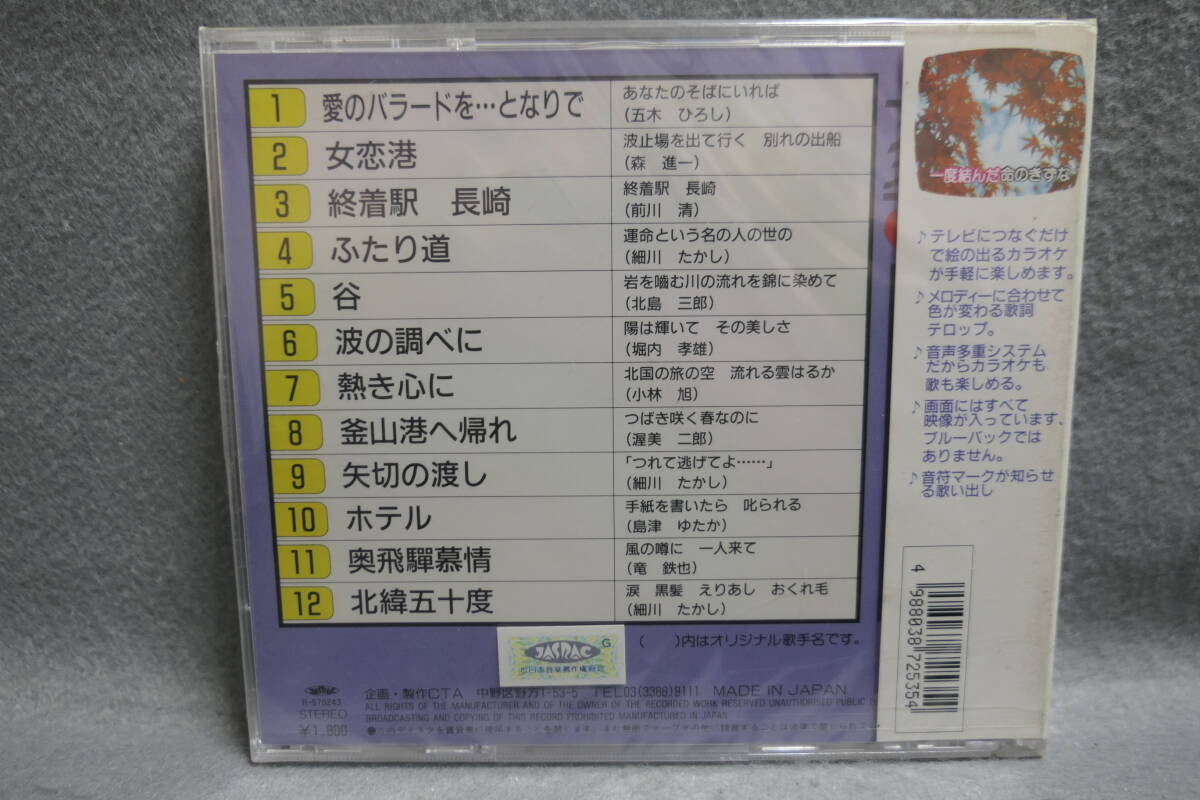 1 愛のバラードを…となりで
あなたのそばにいれば
(五木 ひろし)
2 女恋港
波止場を出て行く 別れの出船
(森 進一)
3 終着駅 長崎
終着駅 長崎
(前川 清)
4 ふたり道
運命という名の人の世の
(細川 たかし)
5 谷
岩を嚙む川の流れを錦に染めて
(北島 三郎)
6 波の調べに
陽は輝いて その美しさ
(堀内 孝雄)
7 熱き心に
北国の旅の空 流れる雲はるか
(小林 旭)
8 釜山港へ帰れ
つばき咲く春なのに
(渥美 二郎)
9 矢切の渡し
「つれて逃げてよ……」
(細川 たかし)
10 ホテル
手紙を書いたら 叱られる
(島津 ゆたか)
11 奥飛驒慕情
風の噂に 一人来て
(竜 鉄也)
12 北緯五十度
涙 黒髪 えりあし おくれ毛
(細川 たかし)
( )内はオリジナル歌手名です。
JASRAC G
R-570243
STEREO
¥1,800
企画・製作CTA 中野区野方1-53-5 TEL03(3388)8111 MADE IN JAPAN
ALL RIGHTS OF THE MANUFACTURER AND OF THE OWNER OF THE RECORDED WORK RESERVED UNAUTHORISED PUBLIC
BROADCASTING AND COPYING OF THIS RECORD PROHIBITED MANUFACTURED IN JAPAN
一度結んだ命のきずな
♪テレビにつなぐだけ
で絵の出るカラオケ
が手軽に楽しめます。
♪メロディーに合わせて
色が変わる歌詞
テロップ。
♪音声多重システム
だからカラオケも
歌も楽しめる。
♪画面にはすべて
映像が入っています、
ブルーバックでは
ありません。
♪音符マークが知らせ
る歌い出し
4 988038 725354